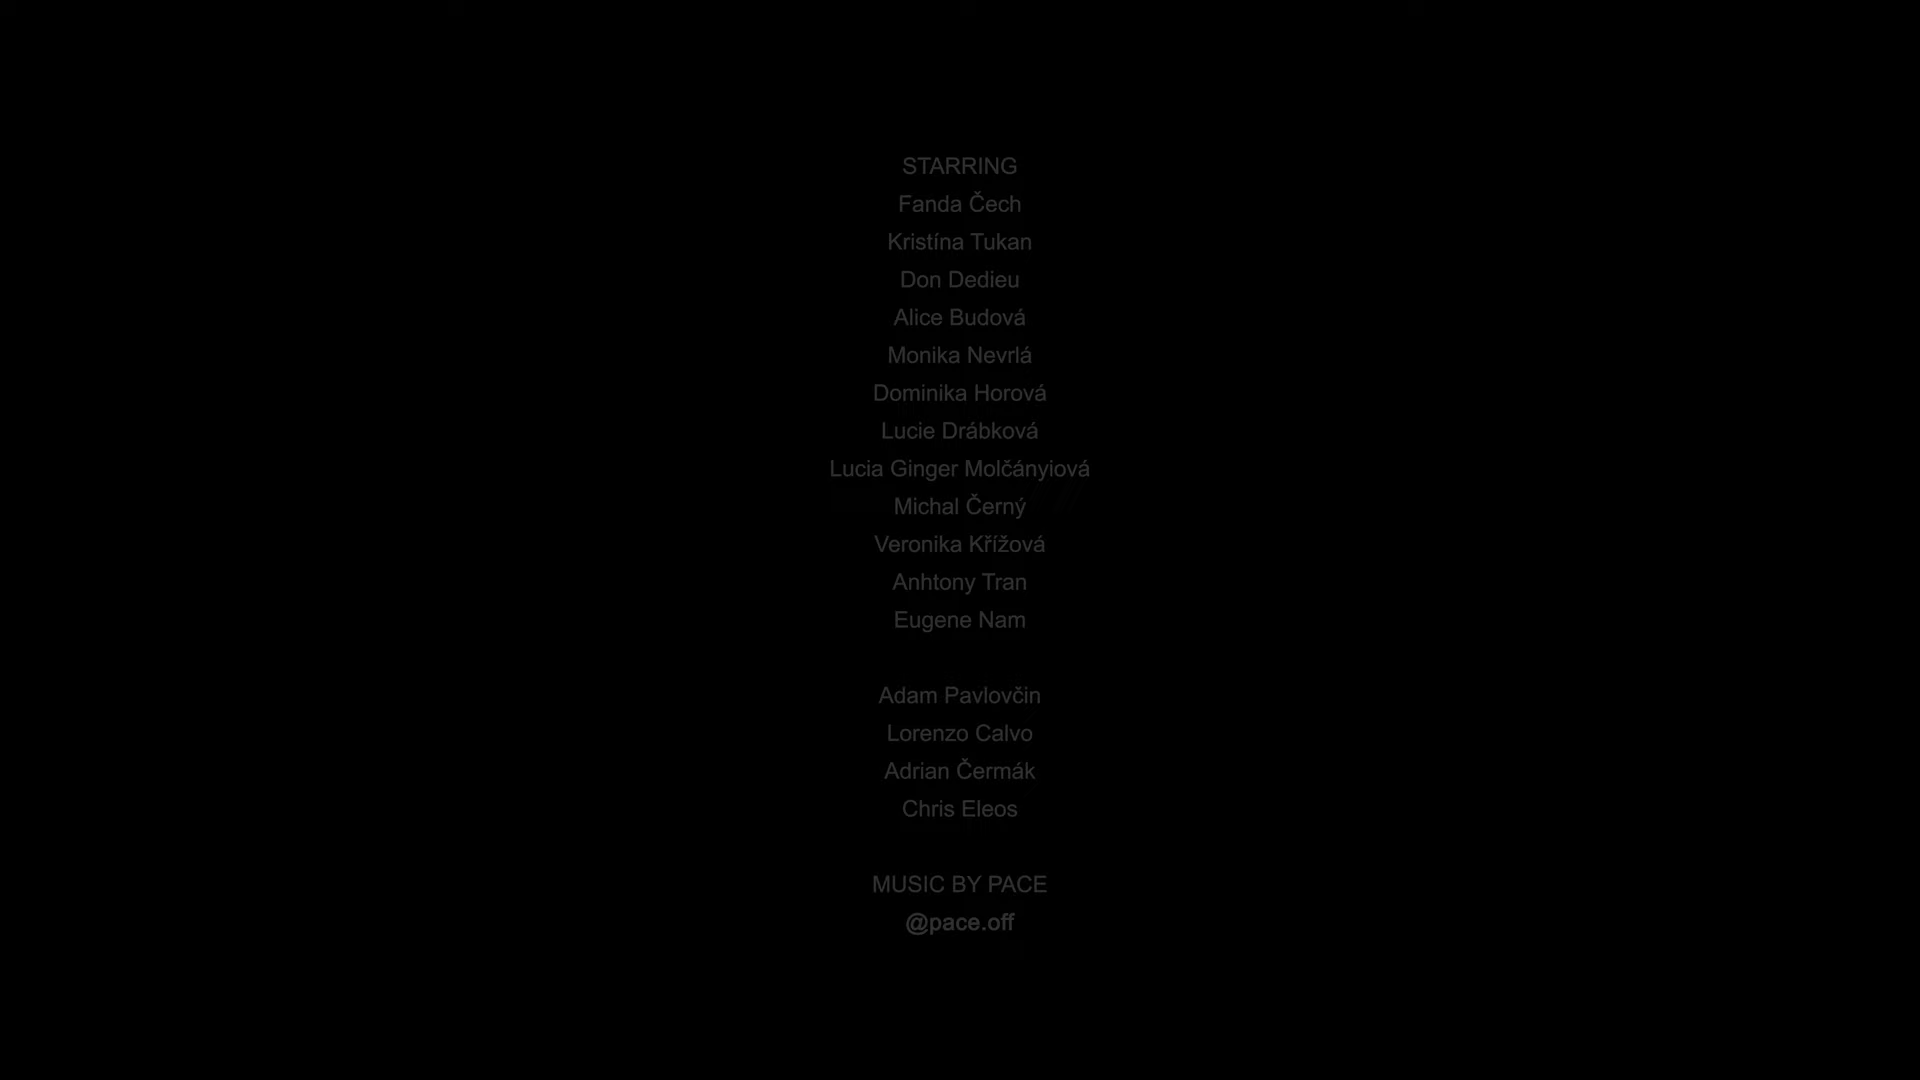 STARRING
Fanda Čech
Kristína Tukan
Don Dedieu
Alice Budová
Monika Nevrlá
Dominika Horová
Lucie Drábková
Lucia Ginger Molčányiová
Michal Černý
Veronika Křížová
Anhtony Tran
Eugene Nam
Adam Pavlovčin
Lorenzo Calvo
Adrian Čermák
Chris Eleos
MUSIC BY PACE
@pace.off